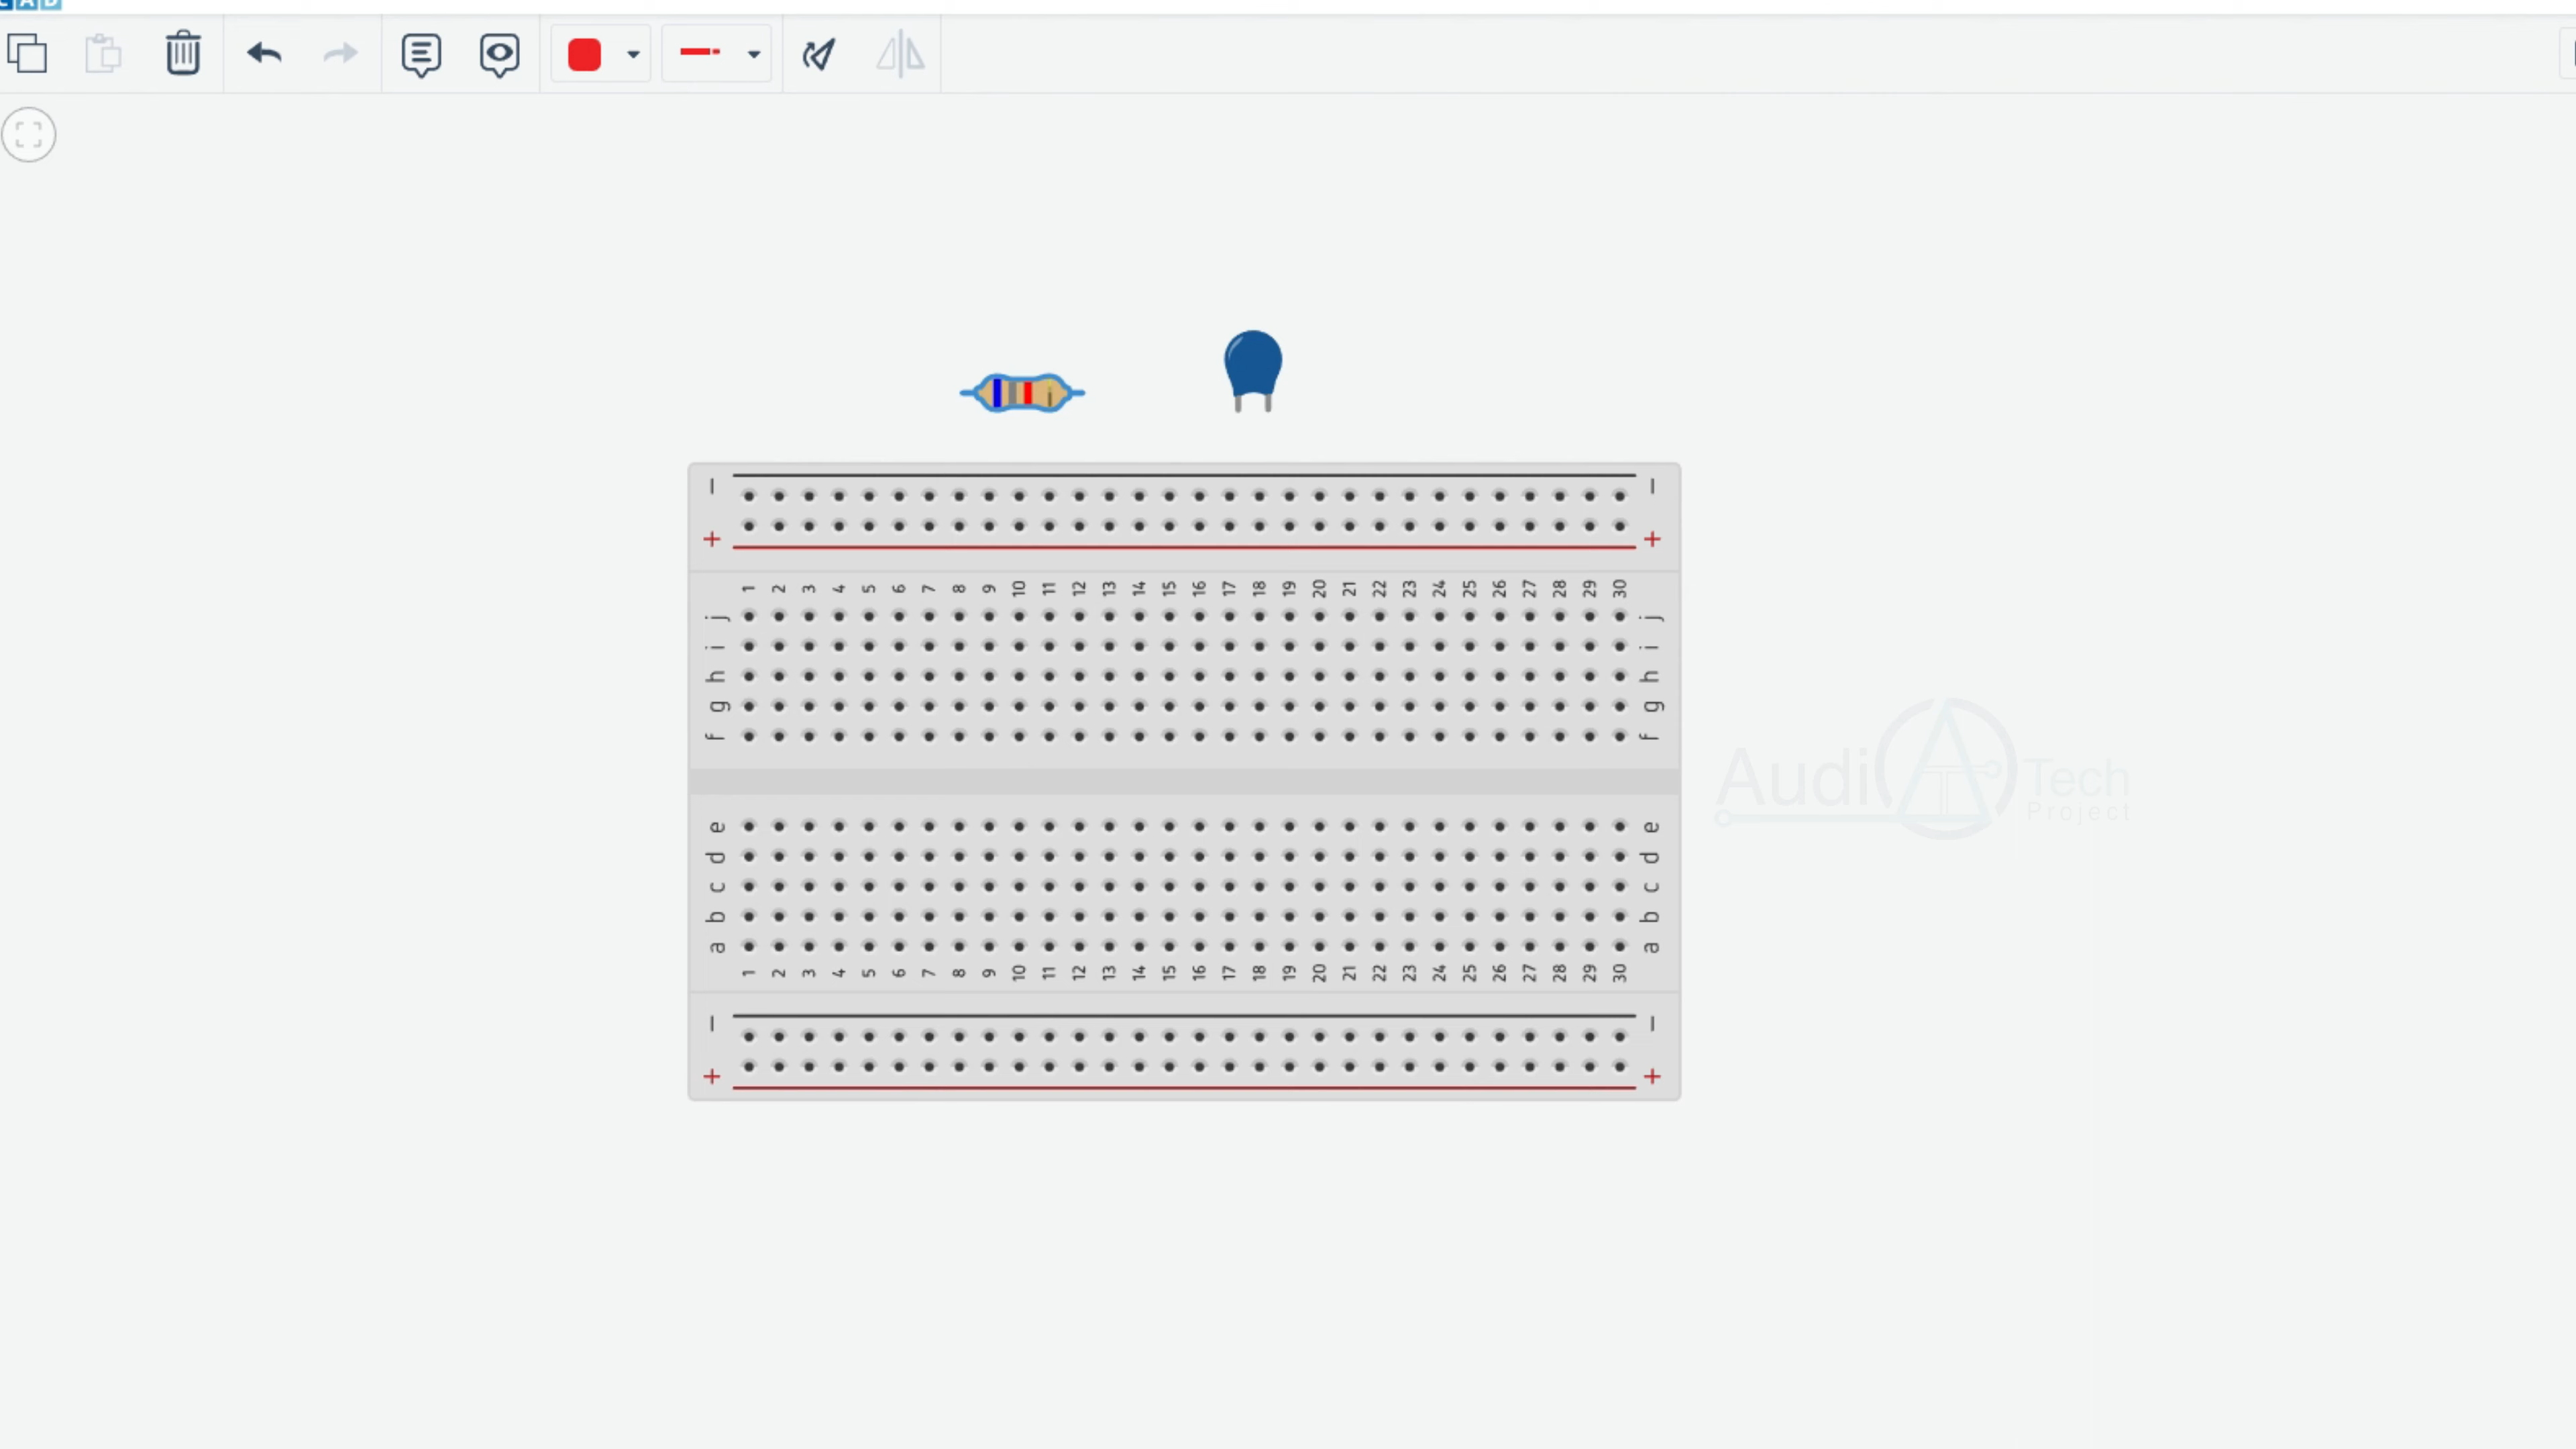 CAD
− −
+ +
1 2 3 4 5 6 7 8 9 10 11 12 13 14 15 16 17 18 19 20 21 22 23 24 25 26 27 28 29 30
j j
i i
h h
g g
f f
Audi Tech
Project
e e
d d
c c
b b
a a
1 2 3 4 5 6 7 8 9 10 11 12 13 14 15 16 17 18 19 20 21 22 23 24 25 26 27 28 29 30
− −
+ +